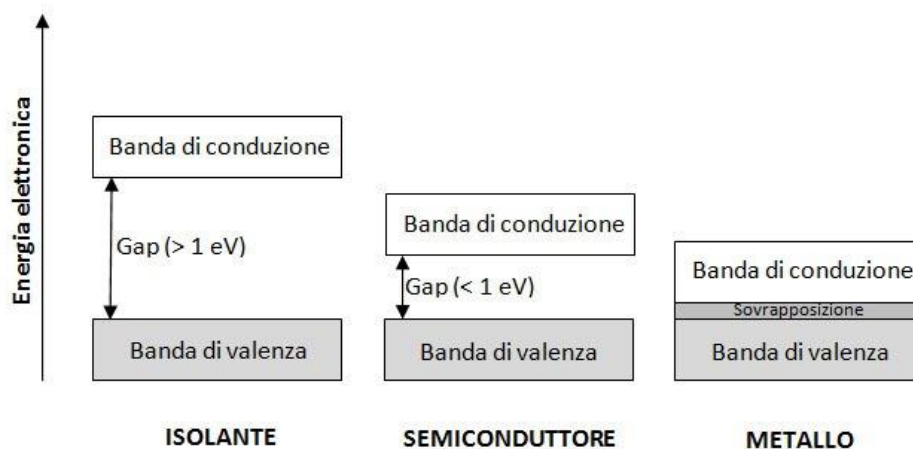 Energia elettronica
Banda di conduzione
Gap (> 1 eV)
Banda di valenza
ISOLANTE
Banda di conduzione
Gap (< 1 eV)
Banda di valenza
SEMICONDUTTORE
Banda di conduzione
Sovrapposizione
Banda di valenza
METALLO